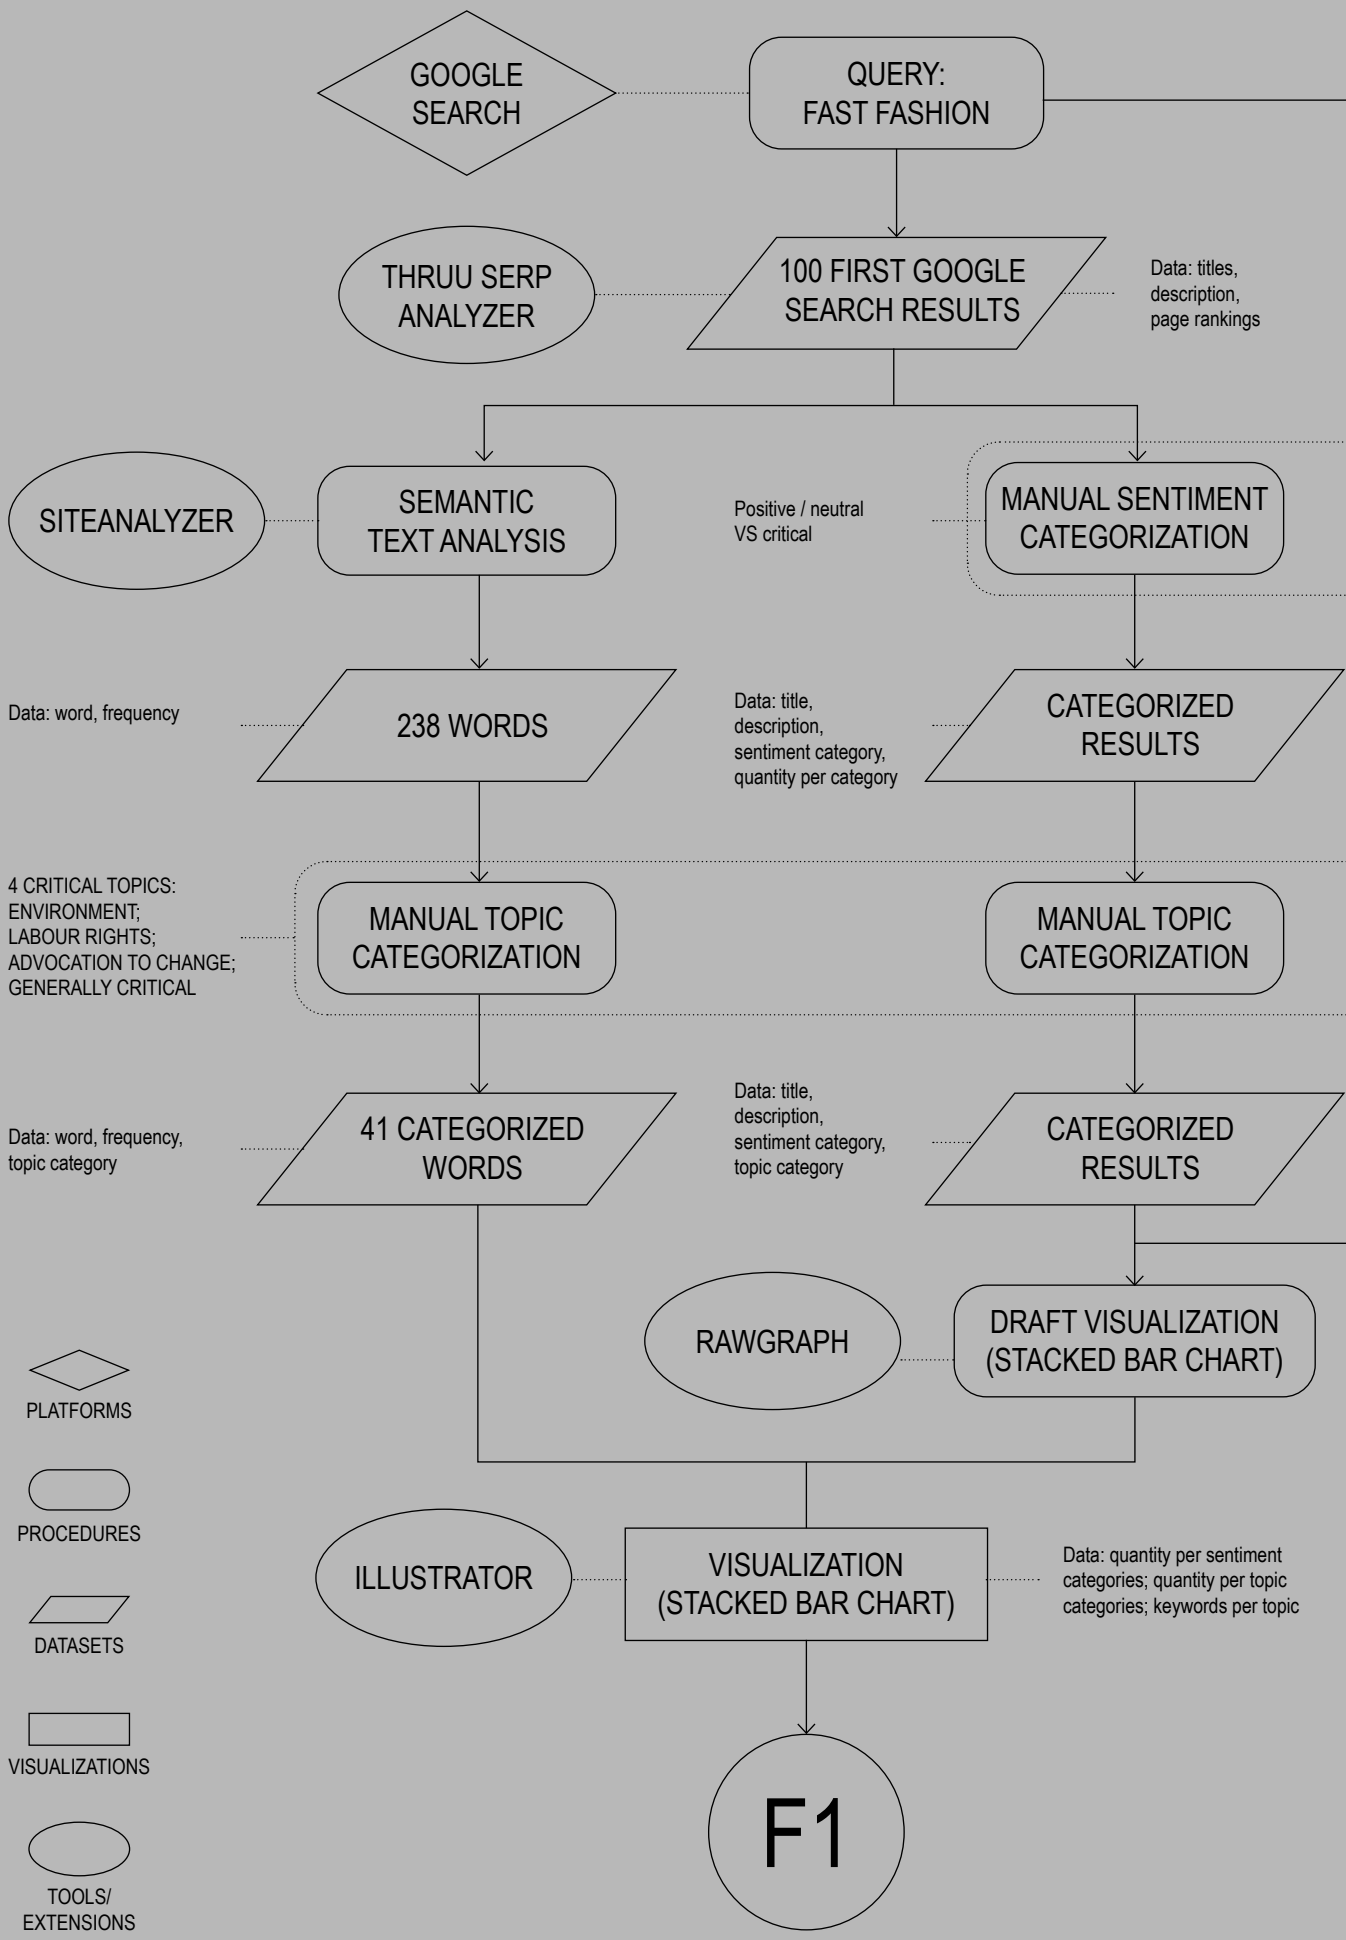 GOOGLE
SEARCH
QUERY:
FAST FASHION
THRUU SERP
ANALYZER
100 FIRST GOOGLE
SEARCH RESULTS
Data: titles,
description,
page rankings
SITEANALYZER
SEMANTIC
TEXT ANALYSIS
Positive / neutral
VS critical
MANUAL SENTIMENT
CATEGORIZATION
Data: word, frequency
238 WORDS
Data: title,
description,
sentiment category,
quantity per category
CATEGORIZED
RESULTS
4 CRITICAL TOPICS:
ENVIRONMENT;
LABOUR RIGHTS;
ADVOCATION TO CHANGE;
GENERALLY CRITICAL
MANUAL TOPIC
CATEGORIZATION
MANUAL TOPIC
CATEGORIZATION
Data: word, frequency,
topic category
41 CATEGORIZED
WORDS
Data: title,
description,
sentiment category,
topic category
CATEGORIZED
RESULTS
RAWGRAPH
DRAFT VISUALIZATION
(STACKED BAR CHART)
PLATFORMS
PROCEDURES
DATASETS
VISUALIZATIONS
TOOLS/
EXTENSIONS
ILLUSTRATOR
VISUALIZATION
(STACKED BAR CHART)
Data: quantity per sentiment
categories; quantity per topic
categories; keywords per topic
F1